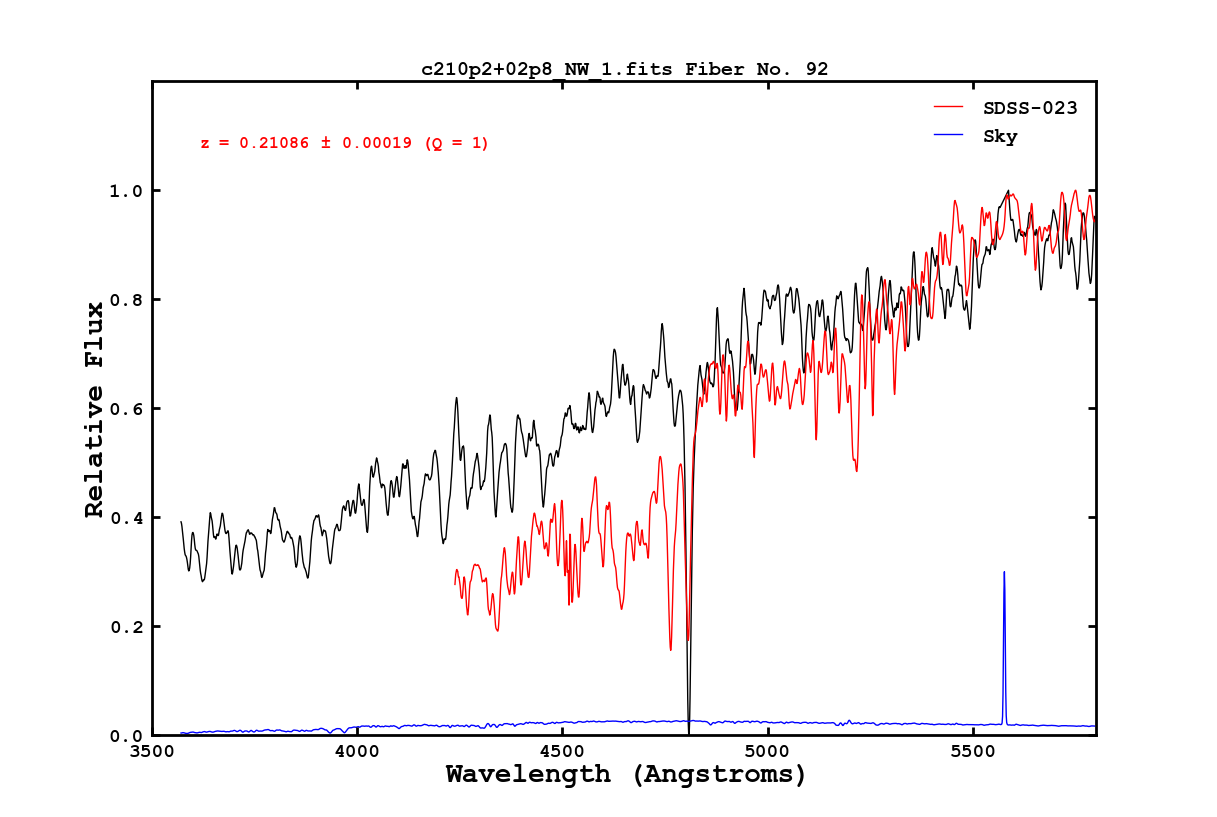 c210p2+02p8_NW_1.fits Fiber No. 92
SDSS-023
Sky
z = 0.21086 ± 0.00019 (Q = 1)
1.0
0.8
0.6
0.4
0.2
0.0
Relative Flux
3500 4000 4500 5000 5500
Wavelength (Angstroms)